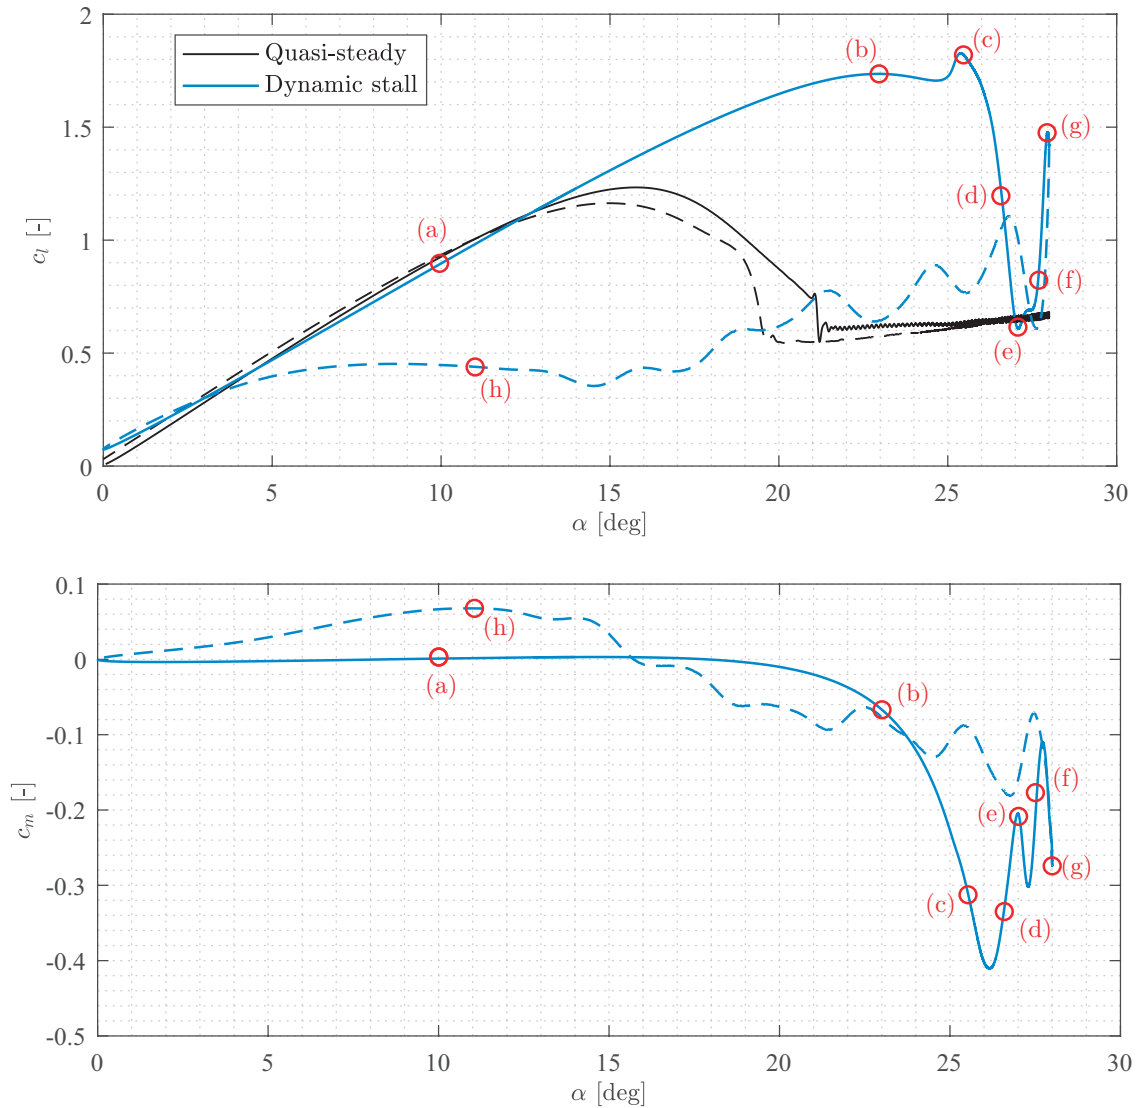 2
1.5
1
0.5
0
c_l [-]
Quasi-steady
Dynamic stall
(a)
(b)
(c)
(d)
(e)
(f)
(g)
(h)
0 5 10 15 20 25 30
α [deg]
0.1
0
-0.1
-0.2
-0.3
-0.4
-0.5
c_m [-]
(h)
(a)
(b)
(c)
(d)
(e)
(f)
(g)
0 5 10 15 20 25 30
α [deg]